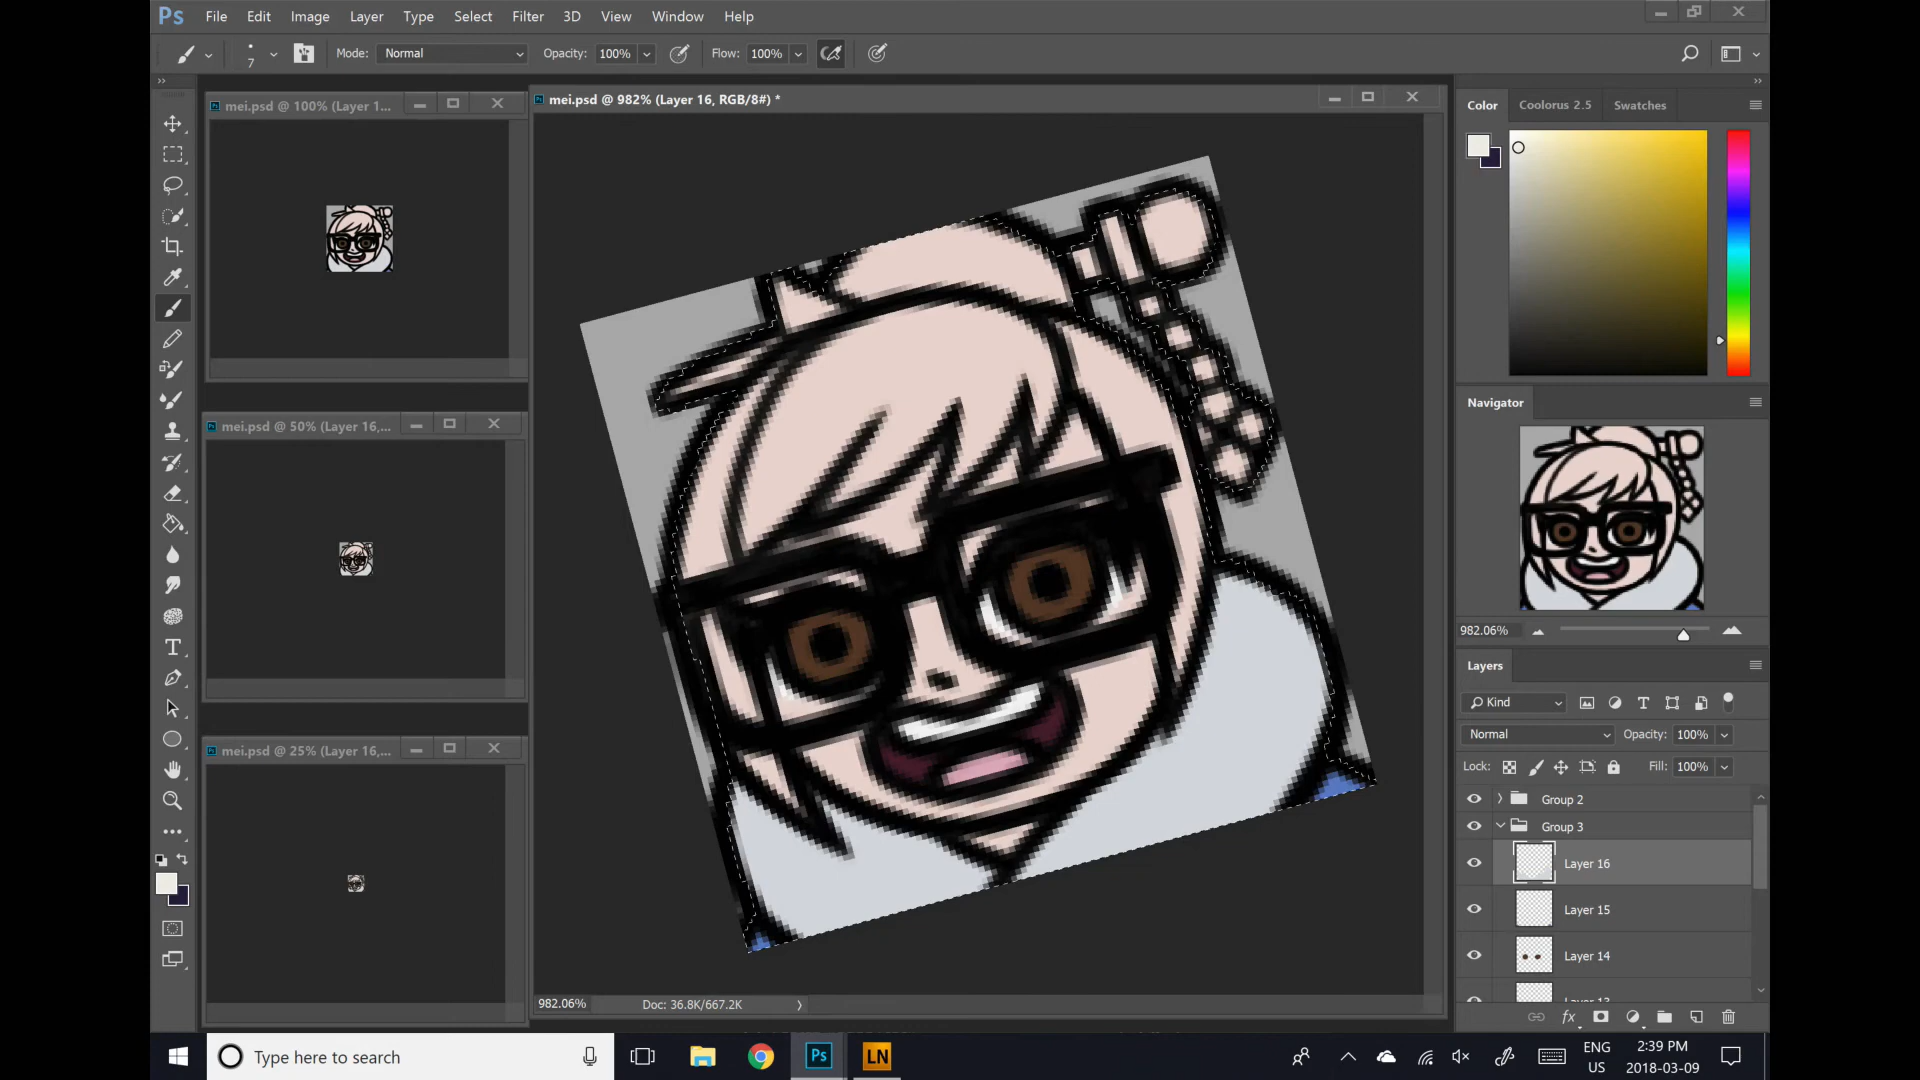 Ps File Edit Image Layer Type Select Filter 3D View Window Help
7 Mode: Normal Opacity: 100% Flow: 100%
mei.psd @ 100% (Layer 1...
mei.psd @ 982% (Layer 16, RGB/8#) *
Color Coolorus 2.5 Swatches
Navigator
mei.psd @ 50% (Layer 16,...
982.06%
Layers
Kind
Normal Opacity: 100%
mei.psd @ 25% (Layer 16,...
Lock: Fill: 100%
Group 2
Group 3
Layer 16
Layer 15
Layer 14
Layer 13
982.06% Doc: 36.8K/667.2K
Type here to search
Ps
LN
ENG
US
2:39 PM
2018-03-09